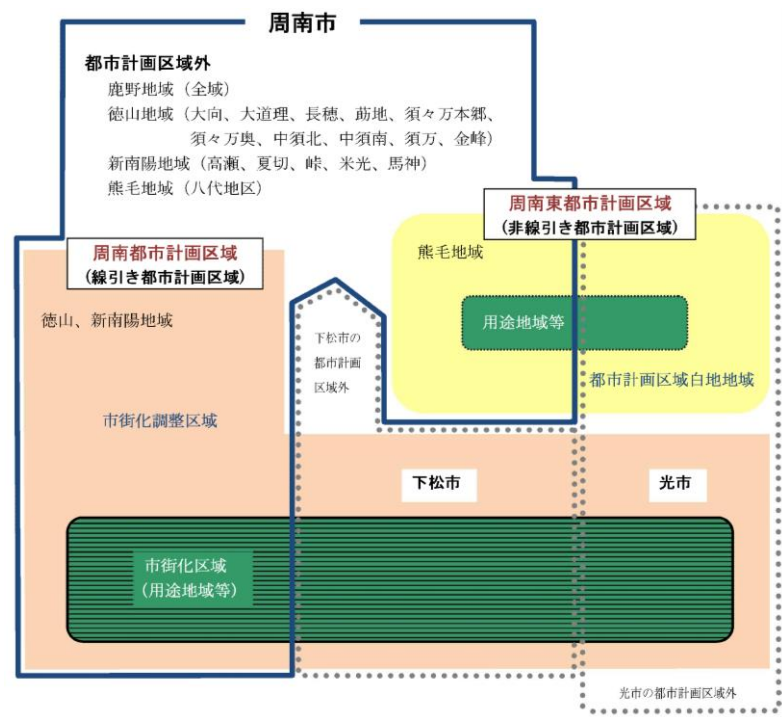 周南市
都市計画区域外
鹿野地域（全域）
徳山地域（大向、大道理、長穂、莇地、須々万本郷、
須々万奥、中須北、中須南、須万、金峰）
新南陽地域（高瀬、夏切、峠、米光、馬神）
熊毛地域（八代地区）
周南東都市計画区域
(非線引き都市計画区域)
周南都市計画区域
(線引き都市計画区域)
熊毛地域
徳山、新南陽地域
用途地域等
下松市の
都市計画
区域外
都市計画区域白地地域
市街化調整区域
下松市
光市
市街化区域
（用途地域等）
光市の都市計画区域外